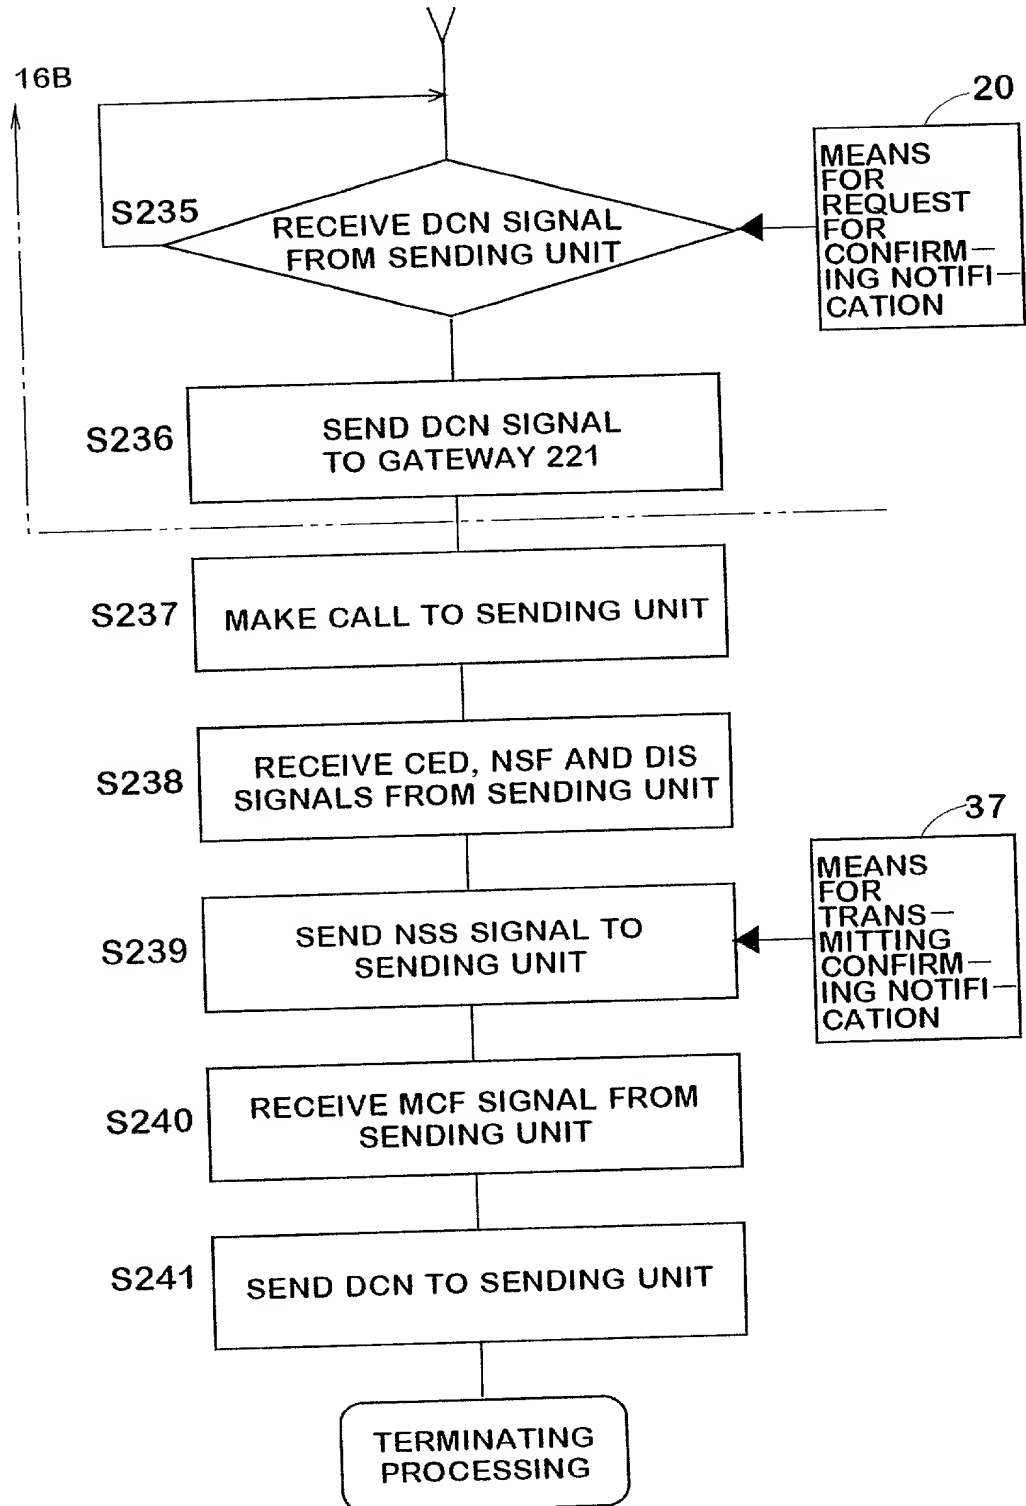 16B
20
MEANS
FOR
REQUEST
FOR
CONFIRM—
ING NOTIFI—
CATION
S235
RECEIVE DCN SIGNAL
FROM SENDING UNIT
S236
SEND DCN SIGNAL
TO GATEWAY 221
S237
MAKE CALL TO SENDING UNIT
S238
RECEIVE CED, NSF AND DIS
SIGNALS FROM SENDING UNIT
37
MEANS
FOR
TRANS—
MITTING
CONFIRM—
ING NOTIFI—
CATION
S239
SEND NSS SIGNAL TO
SENDING UNIT
S240
RECEIVE MCF SIGNAL FROM
SENDING UNIT
S241
SEND DCN TO SENDING UNIT
TERMINATING
PROCESSING